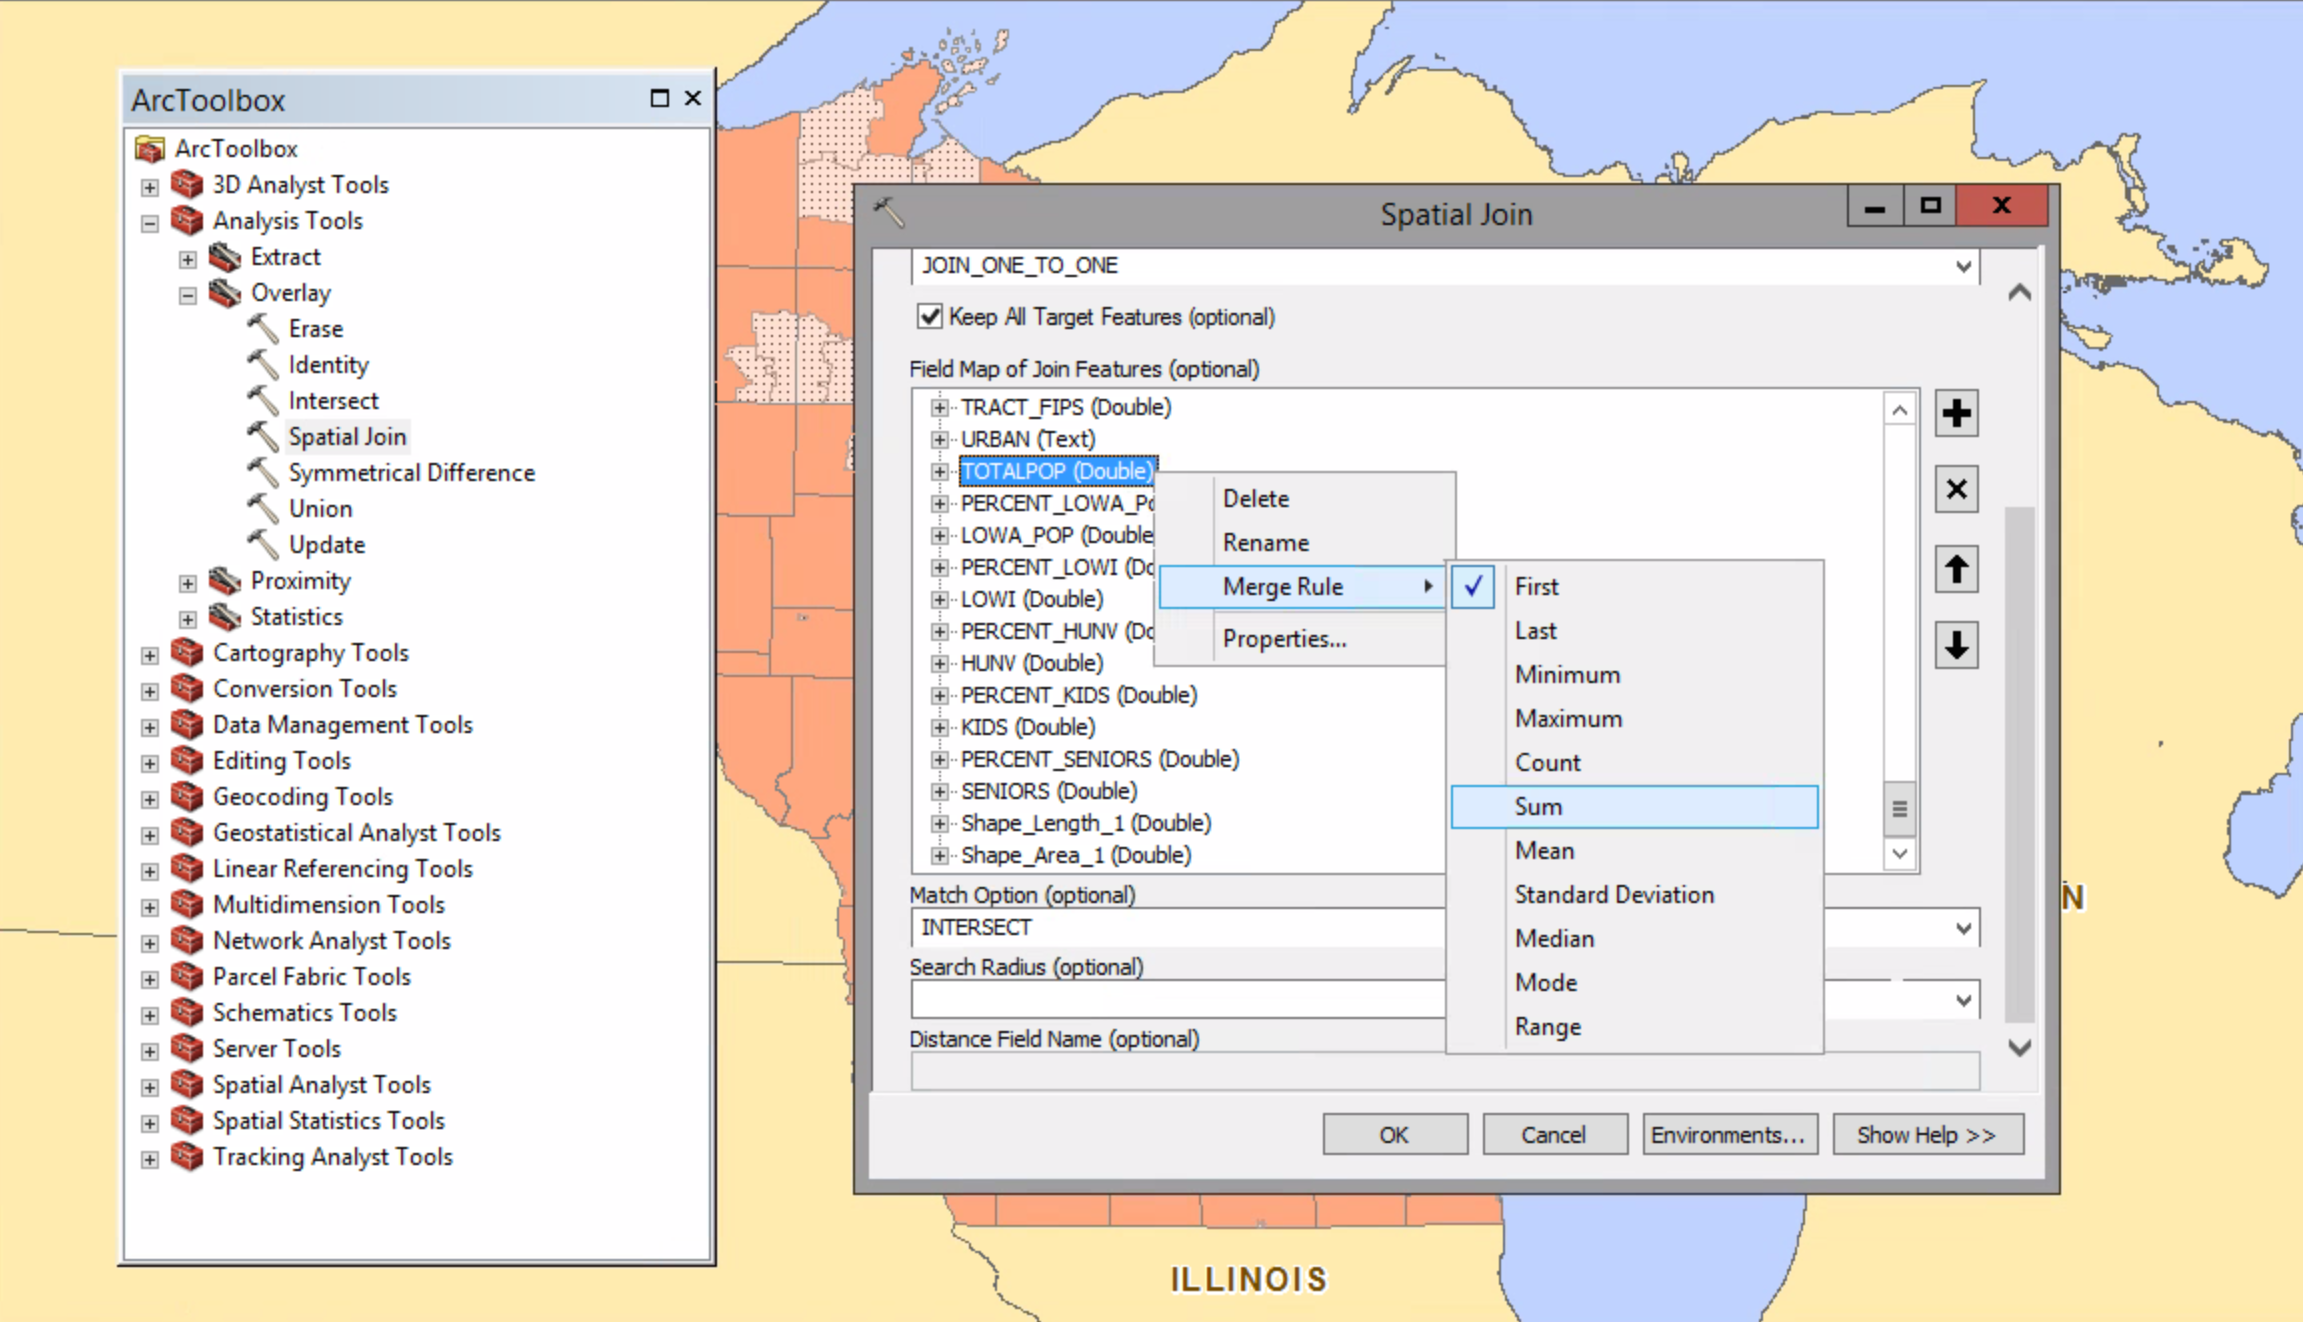 ArcToolbox
ArcToolbox
3D Analyst Tools
Analysis Tools
Extract
Overlay
Erase
Identity
Intersect
Spatial Join
Symmetrical Difference
Union
Update
Proximity
Statistics
Cartography Tools
Conversion Tools
Data Management Tools
Editing Tools
Geocoding Tools
Geostatistical Analyst Tools
Linear Referencing Tools
Multidimension Tools
Network Analyst Tools
Parcel Fabric Tools
Schematics Tools
Server Tools
Spatial Analyst Tools
Spatial Statistics Tools
Tracking Analyst Tools
Spatial Join
JOIN_ONE_TO_ONE
Keep All Target Features (optional)
Field Map of Join Features (optional)
TRACT_FIPS (Double)
URBAN (Text)
TOTALPOP (Double)
PERCENT_LOWA_Po
LOWA_POP (Double
PERCENT_LOWI (Do
LOWI (Double)
PERCENT_HUNV (Do
HUNV (Double)
PERCENT_KIDS (Double)
KIDS (Double)
PERCENT_SENIORS (Double)
SENIORS (Double)
Shape_Length_1 (Double)
Shape_Area_1 (Double)
Delete
Rename
Merge Rule
Properties...
First
Last
Minimum
Maximum
Count
Sum
Mean
Standard Deviation
Median
Mode
Range
Match Option (optional)
INTERSECT
Search Radius (optional)
Distance Field Name (optional)
OK
Cancel
Environments...
Show Help >>
N
ILLINOIS